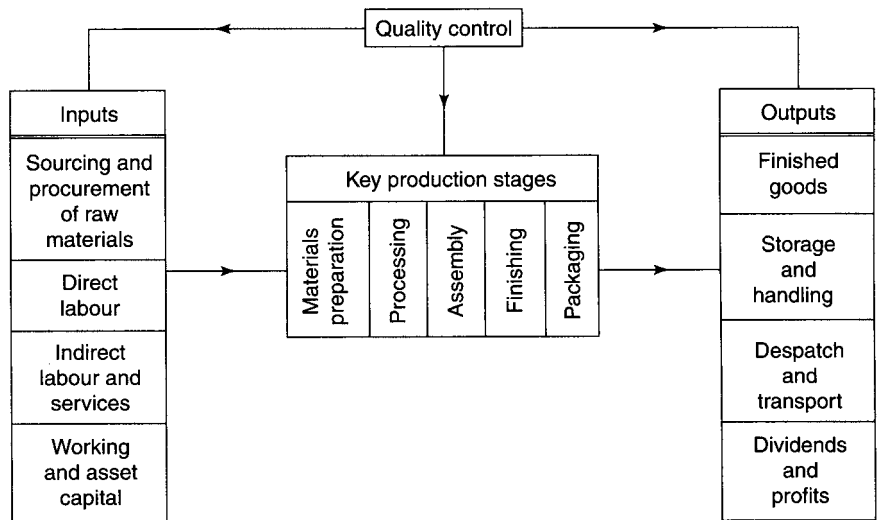 Quality control
Inputs
Sourcing and
procurement
of raw
materials
Direct
labour
Indirect
labour and
services
Working
and asset
capital
Key production stages
Materials
preparation
Processing
Assembly
Finishing
Packaging
Outputs
Finished
goods
Storage
and
handling
Despatch
and
transport
Dividends
and
profits